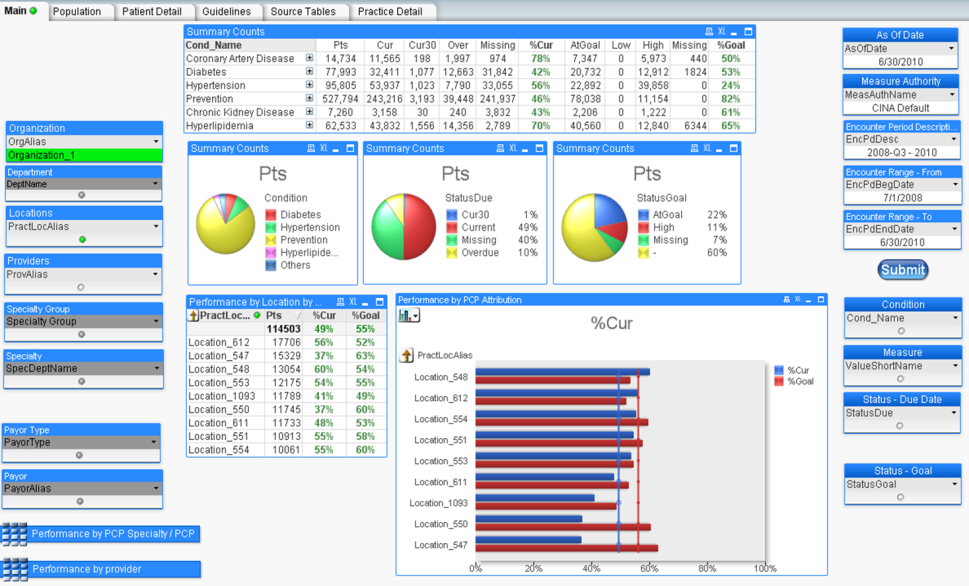 Main
Population
Patient Detail
Guidelines
Source Tables
Practice Detail
Summary Counts
XL
Cond_Name Pts Cur Cur30 Over Missing %Cur AtGoal Low High Missing %Goal
Coronary Artery Disease 14,734 11,565 198 1,997 974 78% 7,347 0 5,973 440 50%
Diabetes 77,993 32,411 1,077 12,663 31,842 42% 20,732 0 12,912 1824 53%
Hypertension 95,805 53,937 1,023 7,790 33,055 56% 22,892 0 39,858 0 24%
Prevention 527,794 243,216 3,193 39,448 241,937 46% 78,038 0 11,154 0 82%
Chronic Kidney Disease 7,260 3,158 30 240 3,832 43% 2,206 0 1,222 0 61%
Hyperlipidemia 62,533 43,832 1,556 14,356 2,789 70% 40,560 0 12,840 6344 65%
As Of Date
AsOfDate
6/30/2010
Measure Authority
MeasAuthName
CINA Default
Encounter Period Descripti...
EncPdDesc
2008-Q3 - 2010
Encounter Range - From
EncPdBegDate
7/1/2008
Encounter Range - To
EncPdEndDate
6/30/2010
Submit
Organization
OrgAlias
Organization_1
Department
DeptName
Locations
PractLocAlias
Providers
ProvAlias
Specialty Group
Specialty Group
Specialty
SpecDeptName
Payor Type
PayorType
Payor
PayorAlias
Performance by PCP Specialty / PCP
Performance by provider
Summary Counts
XL
Pts
Condition
Diabetes
Hypertension
Prevention
Hyperlipide...
Others
Summary Counts
XL
Pts
StatusDue
Cur30 1%
Current 49%
Missing 40%
Overdue 10%
Summary Counts
XL
Pts
StatusGoal
AtGoal 22%
High 11%
Missing 7%
- 60%
Performance by Location by ...
XL
PractLoc... Pts %Cur %Goal
114503 49% 55%
Location_612 17706 56% 52%
Location_547 15329 37% 63%
Location_548 13054 60% 54%
Location_553 12175 54% 55%
Location_1093 11789 41% 49%
Location_550 11745 37% 60%
Location_611 11733 48% 53%
Location_551 10913 55% 58%
Location_554 10061 55% 60%
Performance by PCP Attribution
XL
%Cur
PractLocAlias
Location_548
Location_612
Location_554
Location_551
Location_553
Location_611
Location_1093
Location_550
Location_547
0% 20% 40% 60% 80% 100%
%Cur
%Goal
Condition
Cond_Name
Measure
ValueShortName
Status - Due Date
StatusDue
Status - Goal
StatusGoal